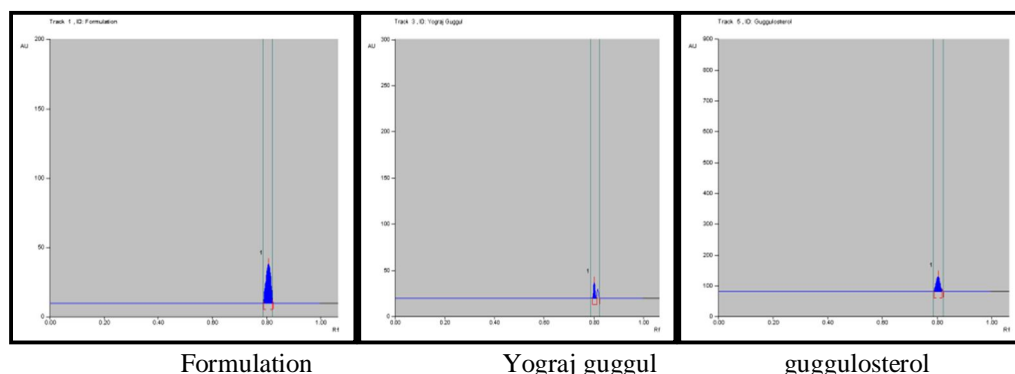 Track 1 , ID: Formulation
AU
200
150
100
50
0
0.00 0.20 0.40 0.60 0.80 1.00
Rf
1
Track 3 , ID: Yograj Guggul
AU
300
250
200
150
100
50
0
0.00 0.20 0.40 0.60 0.80 1.00
Rf
1
Track 5 , ID: Guggulosterol
AU
900
800
700
600
500
400
300
200
100
0
0.00 0.20 0.40 0.60 0.80 1.00
Rf
1
Formulation Yograj guggul guggulosterol